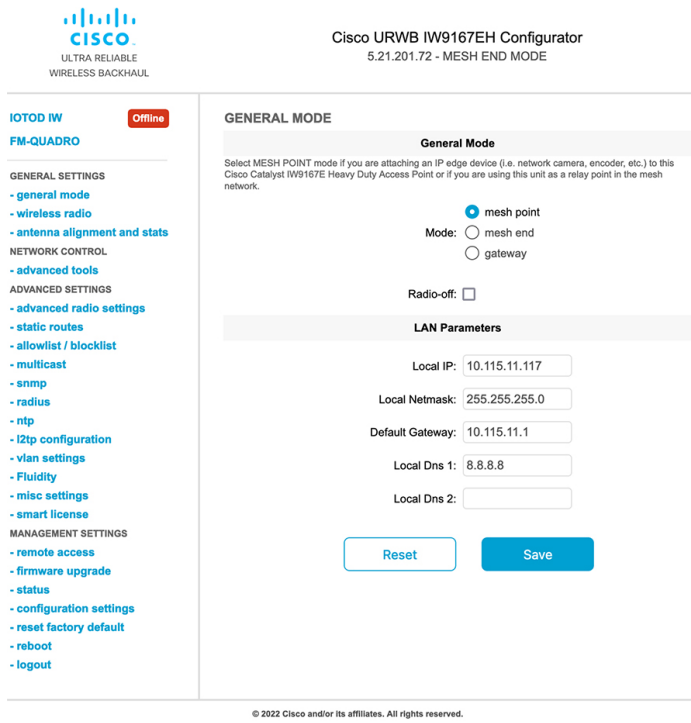 CISCO
ULTRA RELIABLE
WIRELESS BACKHAUL
Cisco URWB IW9167EH Configurator
5.21.201.72 - MESH END MODE
IOTOD IW
Offline
FM-QUADRO
GENERAL SETTINGS
- general mode
- wireless radio
- antenna alignment and stats
NETWORK CONTROL
- advanced tools
ADVANCED SETTINGS
- advanced radio settings
- static routes
- allowlist / blocklist
- multicast
- snmp
- radius
- ntp
- l2tp configuration
- vlan settings
- Fluidity
- misc settings
- smart license
MANAGEMENT SETTINGS
- remote access
- firmware upgrade
- status
- configuration settings
- reset factory default
- reboot
- logout
GENERAL MODE
General Mode
Select MESH POINT mode if you are attaching an IP edge device (i.e. network camera, encoder, etc.) to this
Cisco Catalyst IW9167E Heavy Duty Access Point or if you are using this unit as a relay point in the mesh
network.
mesh point
Mode: mesh end
gateway
Radio-off:
LAN Parameters
Local IP: 10.115.11.117
Local Netmask: 255.255.255.0
Default Gateway: 10.115.11.1
Local Dns 1: 8.8.8.8
Local Dns 2:
Reset Save
© 2022 Cisco and/or its affiliates. All rights reserved.